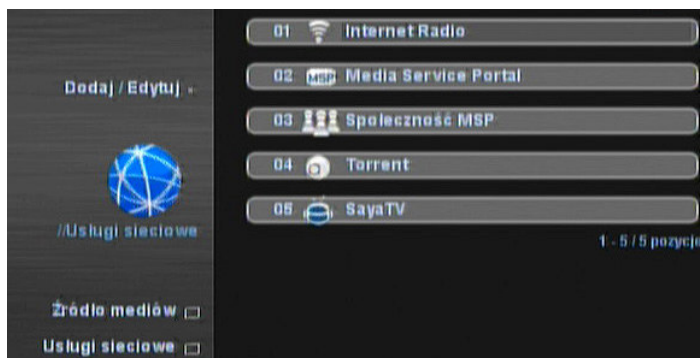 Dodaj / Edytuj
//Usługi sieciowe
Źródło mediów
Usługi sieciowe
01 Internet Radio
02 MSP Media Service Portal
03 Społeczność MSP
04 Torrent
05 SayaTV
1 - 5 / 5 pozycje